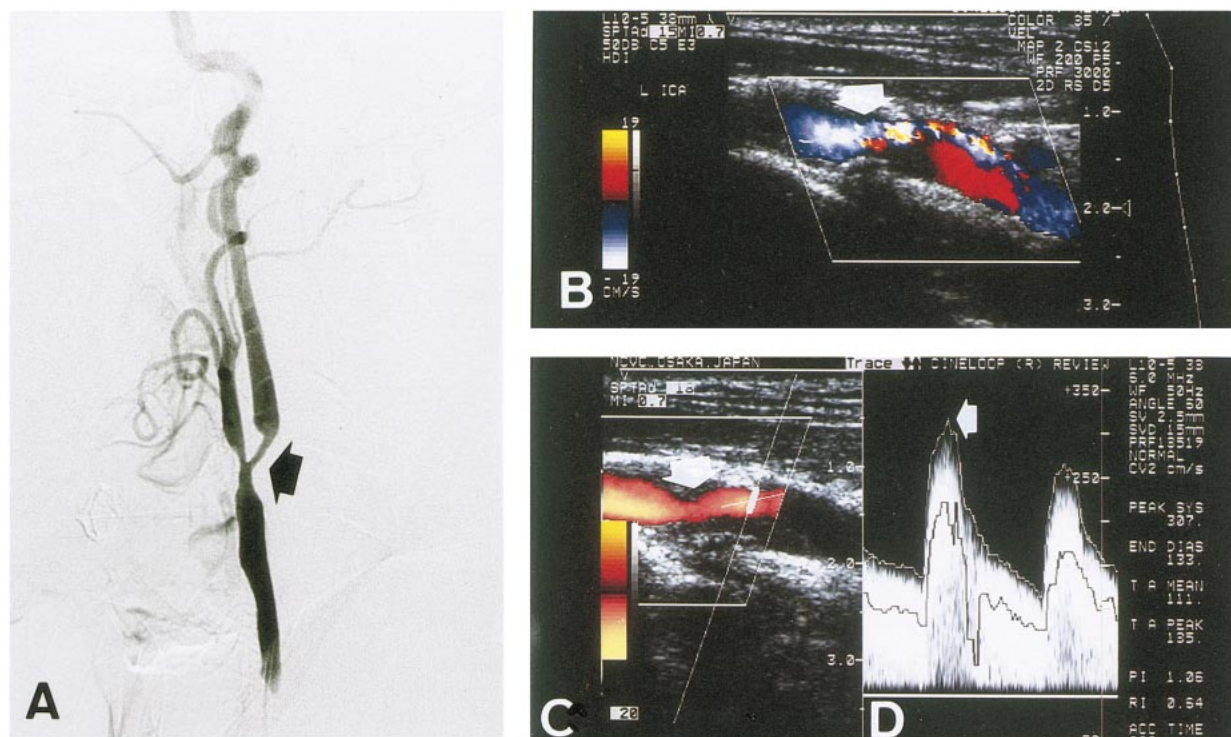 A
L10-5 38mm
SPTAd 15 MI 0.7
50DB C5 E3
HDI
L ICA
19
- 19
CM/S
B
COLOR 35 /
VEL
MAP 2 CS12
WF 200 P5
PRF 3000
2D RS D5
1.0
2.0
3.0
NCVC,OSAKA,JAPAN
SPTAd 18
MI 0.7
1.0
2.0
3.0
20
C
Trace
CINELOOP (R) REVIEW
+350
+250
D
L10-5 38
6.0 MHz
WF 50Hz
ANGLE 60
SV 2.5mm
SVD 15mm
PRF18519
NORMAL
CV2 cm/s
PEAK SYS
307.
END DIAS
133.
T A MEAN
111.
T A PEAK
135.
PI 1.06
RI 0.64
ACC TIME